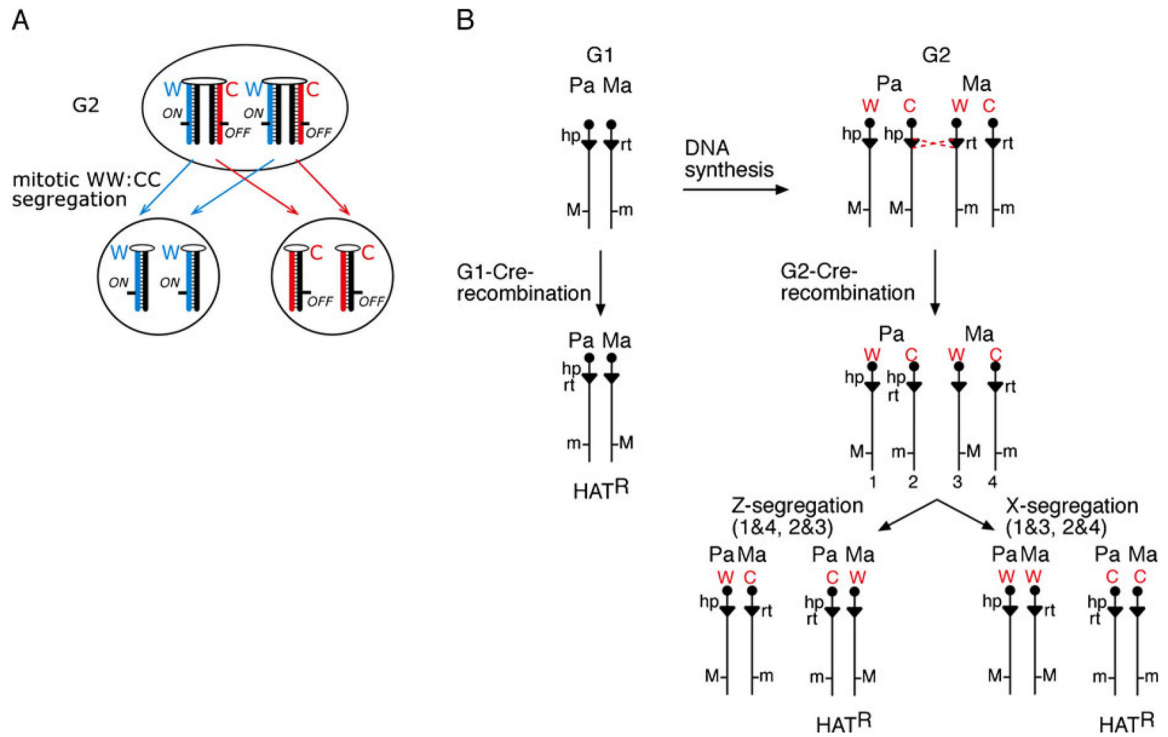 A
G2
W C W C
ON OFF ON OFF
mitotic WW:CC
segregation
W W C C
ON ON OFF OFF
B
G1
Pa Ma
hp rt
M m
G1-Cre-
recombination
Pa Ma
hp
rt
m M
HATR
DNA
synthesis
G2
Pa Ma
W C W C
hp hp rt rt
M M m m
G2-Cre-
recombination
Pa Ma
W C W C
hp hp rt
rt
M m M m
1 2 3 4
Z-segregation
(1&4, 2&3)
Pa Ma Pa Ma
W C C W
hp rt hp
rt
M m m M
HATR
X-segregation
(1&3, 2&4)
Pa Ma Pa Ma
W W C C
hp rt hp
rt
M M m m
HATR